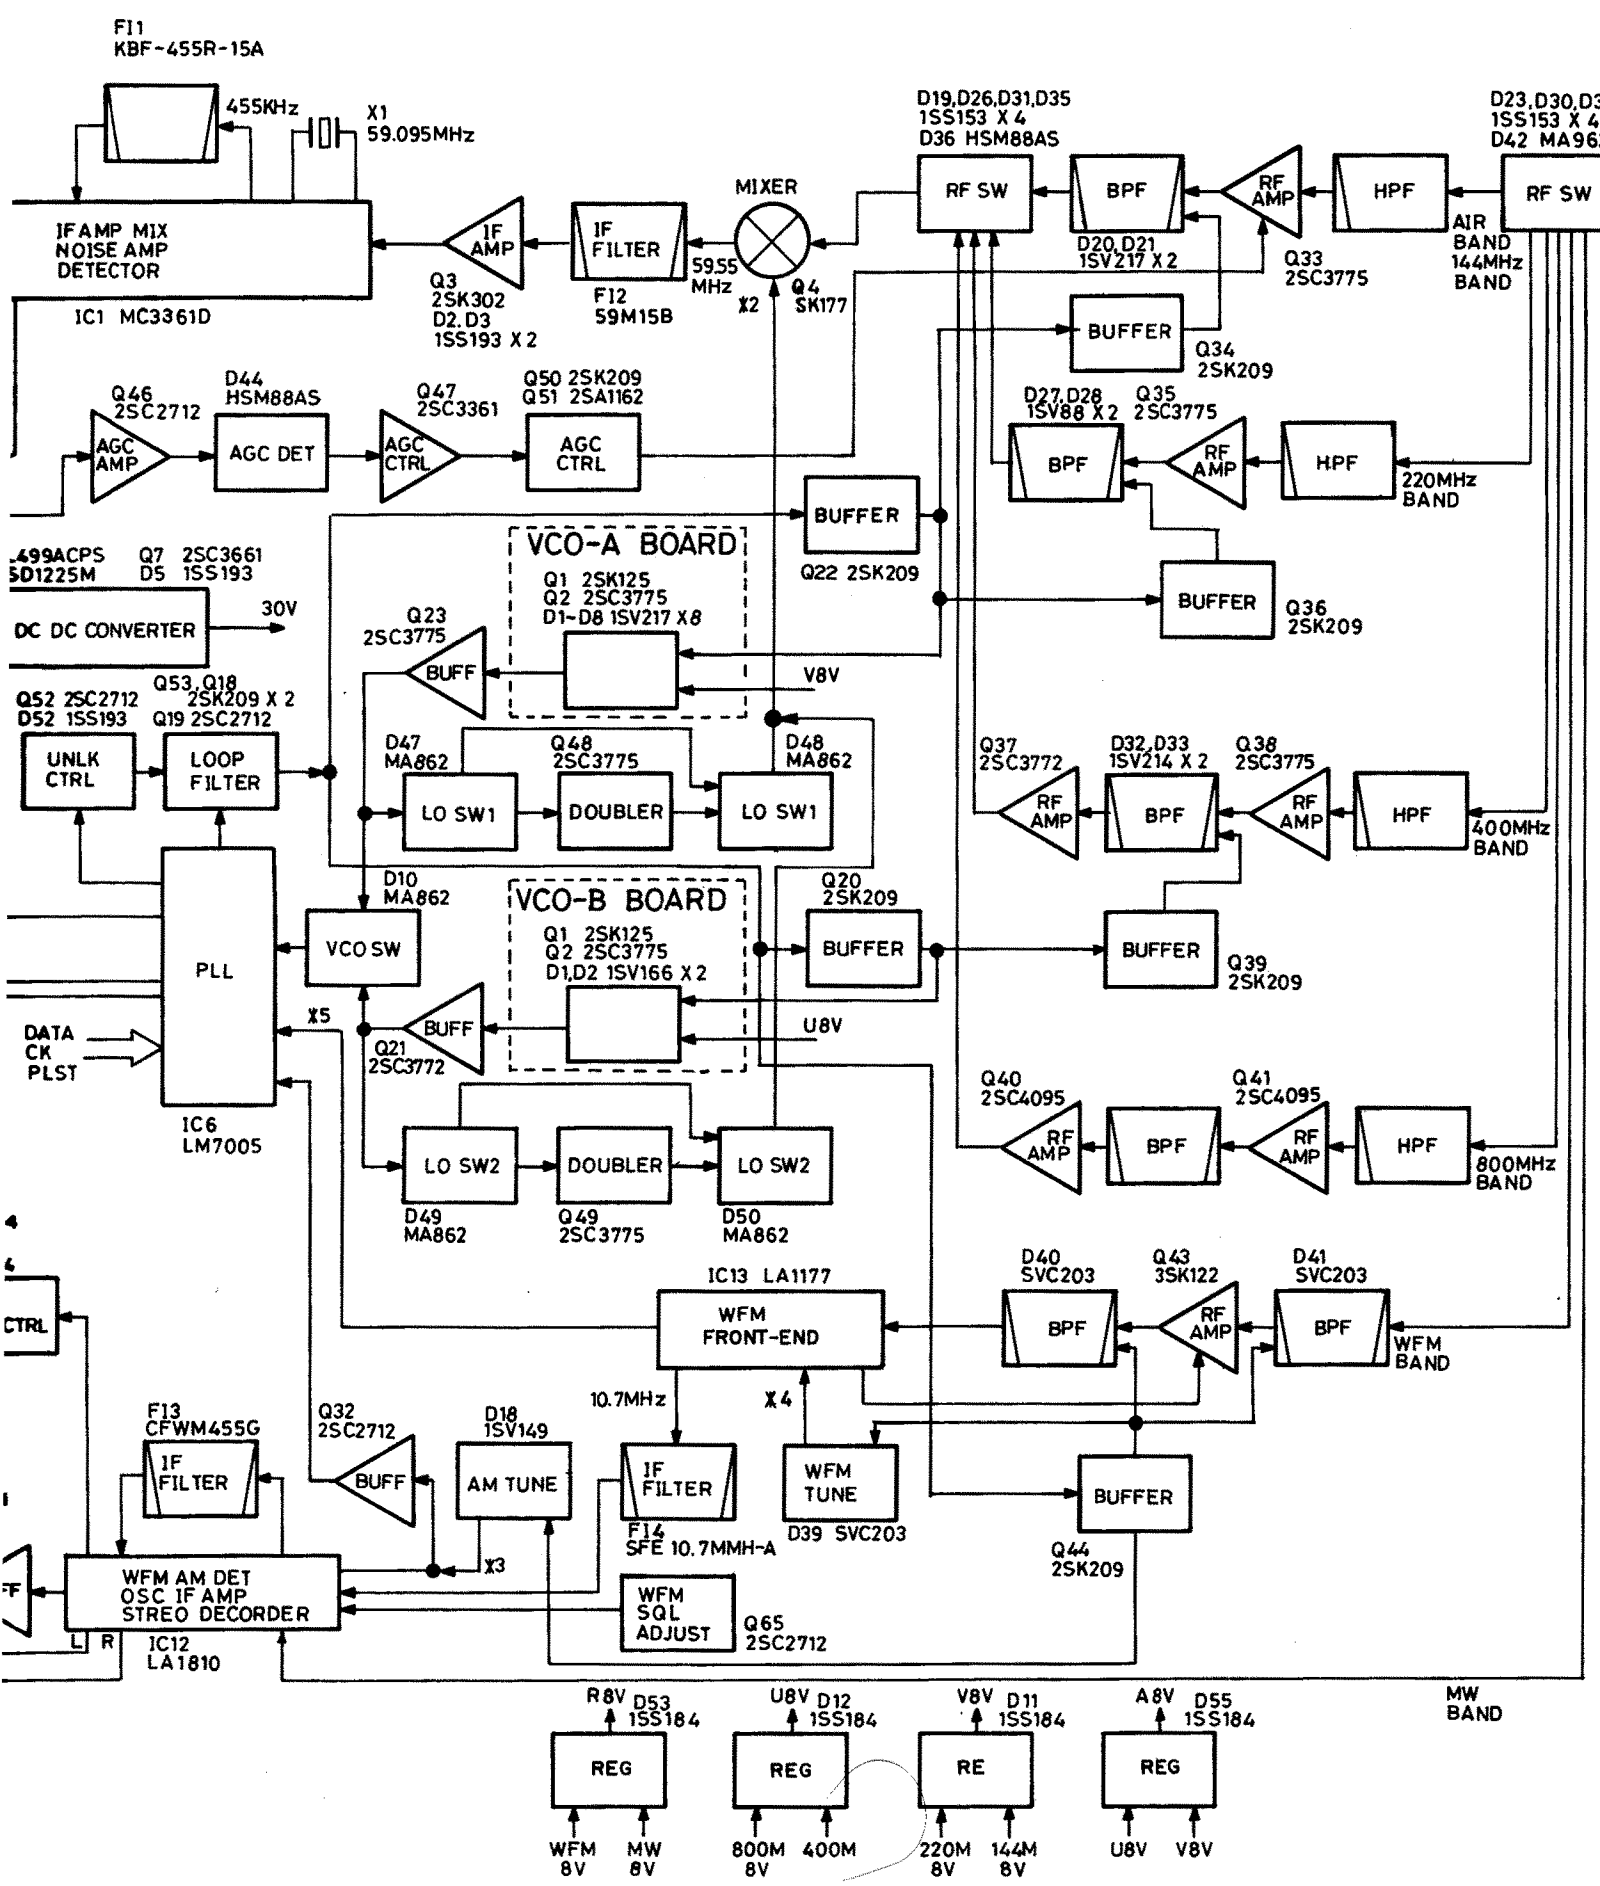 FI1
KBF-455R-15A
455KHz
X1
59.095MHz
IF AMP MIX
NOISE AMP
DETECTOR
IC1 MC3361D
IF
AMP
Q3
2SK302
D2.D3
1SS193 X 2
IF
FILTER
FI2
59M15B
MIXER
59.55
MHz
X2
Q4
SK177
D19,D26,D31,D35
1SS153 X 4
D36 HSM88AS
RF SW
BPF
D20,D21
1SV217 X 2
RF
AMP
Q33
2SC3775
HPF
D23,D30,D3
1SS153 X 4
D42 MA96
RF SW
AIR
BAND
144MHz
BAND
BUFFER
Q34
2SK209
Q46
2SC2712
AGC
AMP
D44
HSM88AS
AGC DET
Q47
2SC3361
AGC
CTRL
Q50 2SK209
Q51 2SA1162
AGC
CTRL
D27,D28
1SV88 X 2
BPF
Q35
2SC3775
RF
AMP
HPF
220MHz
BAND
BUFFER
Q22 2SK209
BUFFER
Q36
2SK209
L499ACPS
SD1225M
Q7 2SC3661
D5 1SS193
DC DC CONVERTER
30V
VCO-A BOARD
Q1 2SK125
Q2 2SC3775
D1~D8 1SV217 X8
Q23
2SC3775
BUFF
V8V
Q52 2SC2712
D52 1SS193
UNLK
CTRL
Q53,Q18
2SK209 X 2
Q19 2SC2712
LOOP
FILTER
D47
MA862
LO SW1
Q48
2SC3775
DOUBLER
D48
MA862
LO SW1
Q37
2SC3772
RF
AMP
D32,D33
1SV214 X 2
BPF
Q38
2SC3775
RF
AMP
HPF
400MHz
BAND
D10
MA862
VCO SW
PLL
IC6
LM7005
DATA
CK
PLST
X5
VCO-B BOARD
Q1 2SK125
Q2 2SC3775
D1,D2 1SV166 X 2
BUFF
Q21
2SC3772
U8V
Q20
2SK209
BUFFER
BUFFER
Q39
2SK209
LO SW2
D49
MA862
DOUBLER
Q49
2SC3775
LO SW2
D50
MA862
Q40
2SC4095
RF
AMP
BPF
Q41
2SC4095
RF
AMP
HPF
800MHz
BAND
4
4
CTRL
IC13 LA1177
WFM
FRONT-END
D40
SVC203
BPF
Q43
3SK122
RF
AMP
D41
SVC203
BPF
WFM
BAND
10.7MHz
X4
FI3
CFWM455G
IF
FILTER
Q32
2SC2712
BUFF
D18
1SV149
AM TUNE
IF
FILTER
FI4
SFE 10.7MMH-A
WFM
TUNE
D39 SVC203
BUFFER
Q44
2SK209
X3
FF
WFM AM DET
OSC IF AMP
STREO DECORDER
L R
IC12
LA1810
WFM
SQL
ADJUST
Q65
2SC2712
MW
BAND
R8V
D53
1SS184
REG
WFM
8V
MW
8V
U8V
D12
1SS184
REG
800M
8V
400M
V8V
D11
1SS184
RE
220M
8V
144M
8V
A8V
D55
1SS184
REG
U8V
V8V